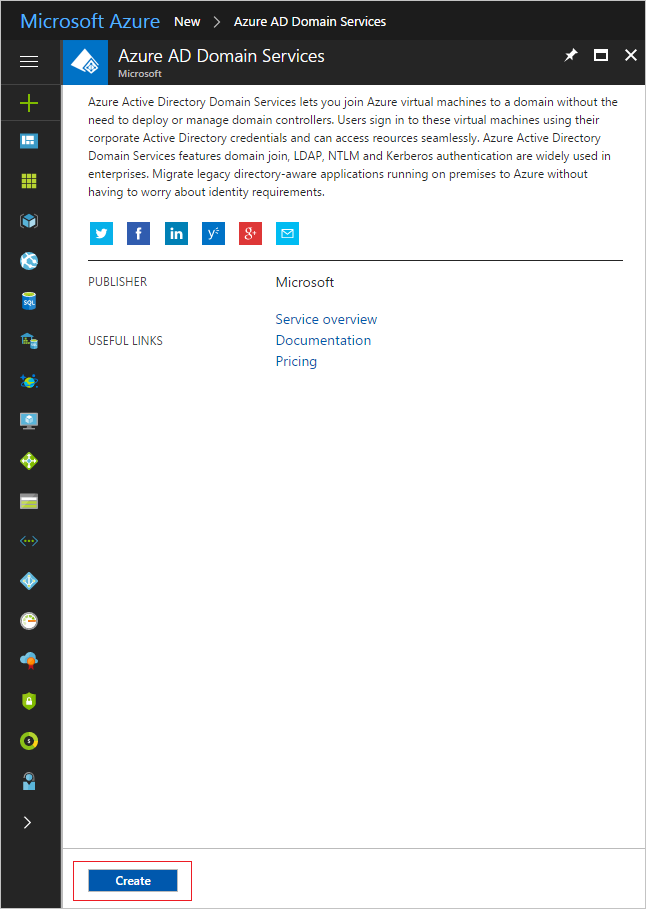 Microsoft Azure New > Azure AD Domain Services
Azure AD Domain Services
Microsoft
Azure Active Directory Domain Services lets you join Azure virtual machines to a domain without the
need to deploy or manage domain controllers. Users sign in to these virtual machines using their
corporate Active Directory credentials and can access reources seamlessly. Azure Active Directory
Domain Services features domain join, LDAP, NTLM and Kerberos authentication are widely used in
enterprises. Migrate legacy directory-aware applications running on premises to Azure without
having to worry about identity requirements.
PUBLISHER Microsoft
Service overview
USEFUL LINKS Documentation
Pricing
Create